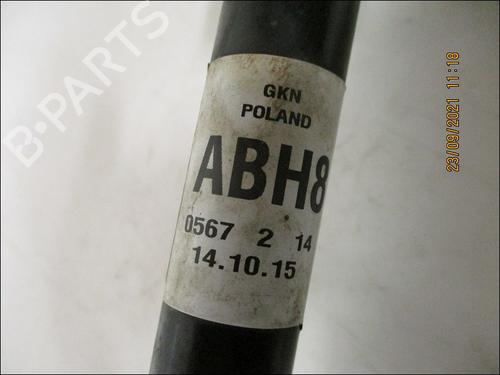 B-PARTS
GKN
POLAND
ABH8
0567 2 14
14.10.15
23/09/2021 11:18